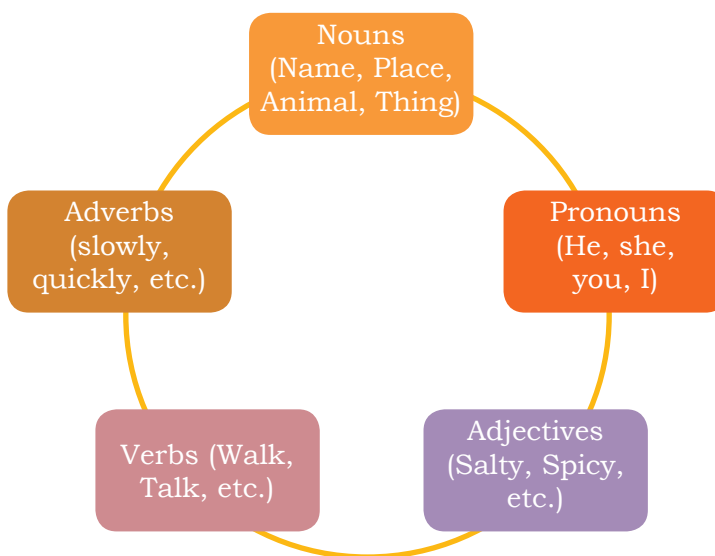 Nouns
(Name, Place,
Animal, Thing)
Pronouns
(He, she,
you, I)
Adjectives
(Salty, Spicy,
etc.)
Verbs (Walk,
Talk, etc.)
Adverbs
(slowly,
quickly, etc.)